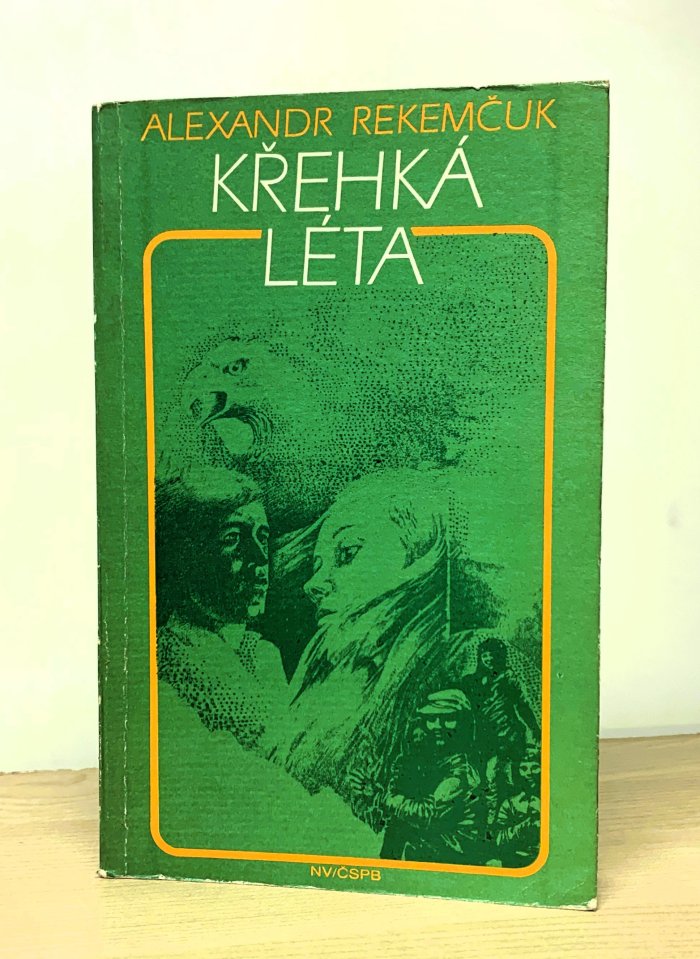 ALEXANDR REKEMČUK
KŘEHKÁ
LÉTA
NV/ČSPB